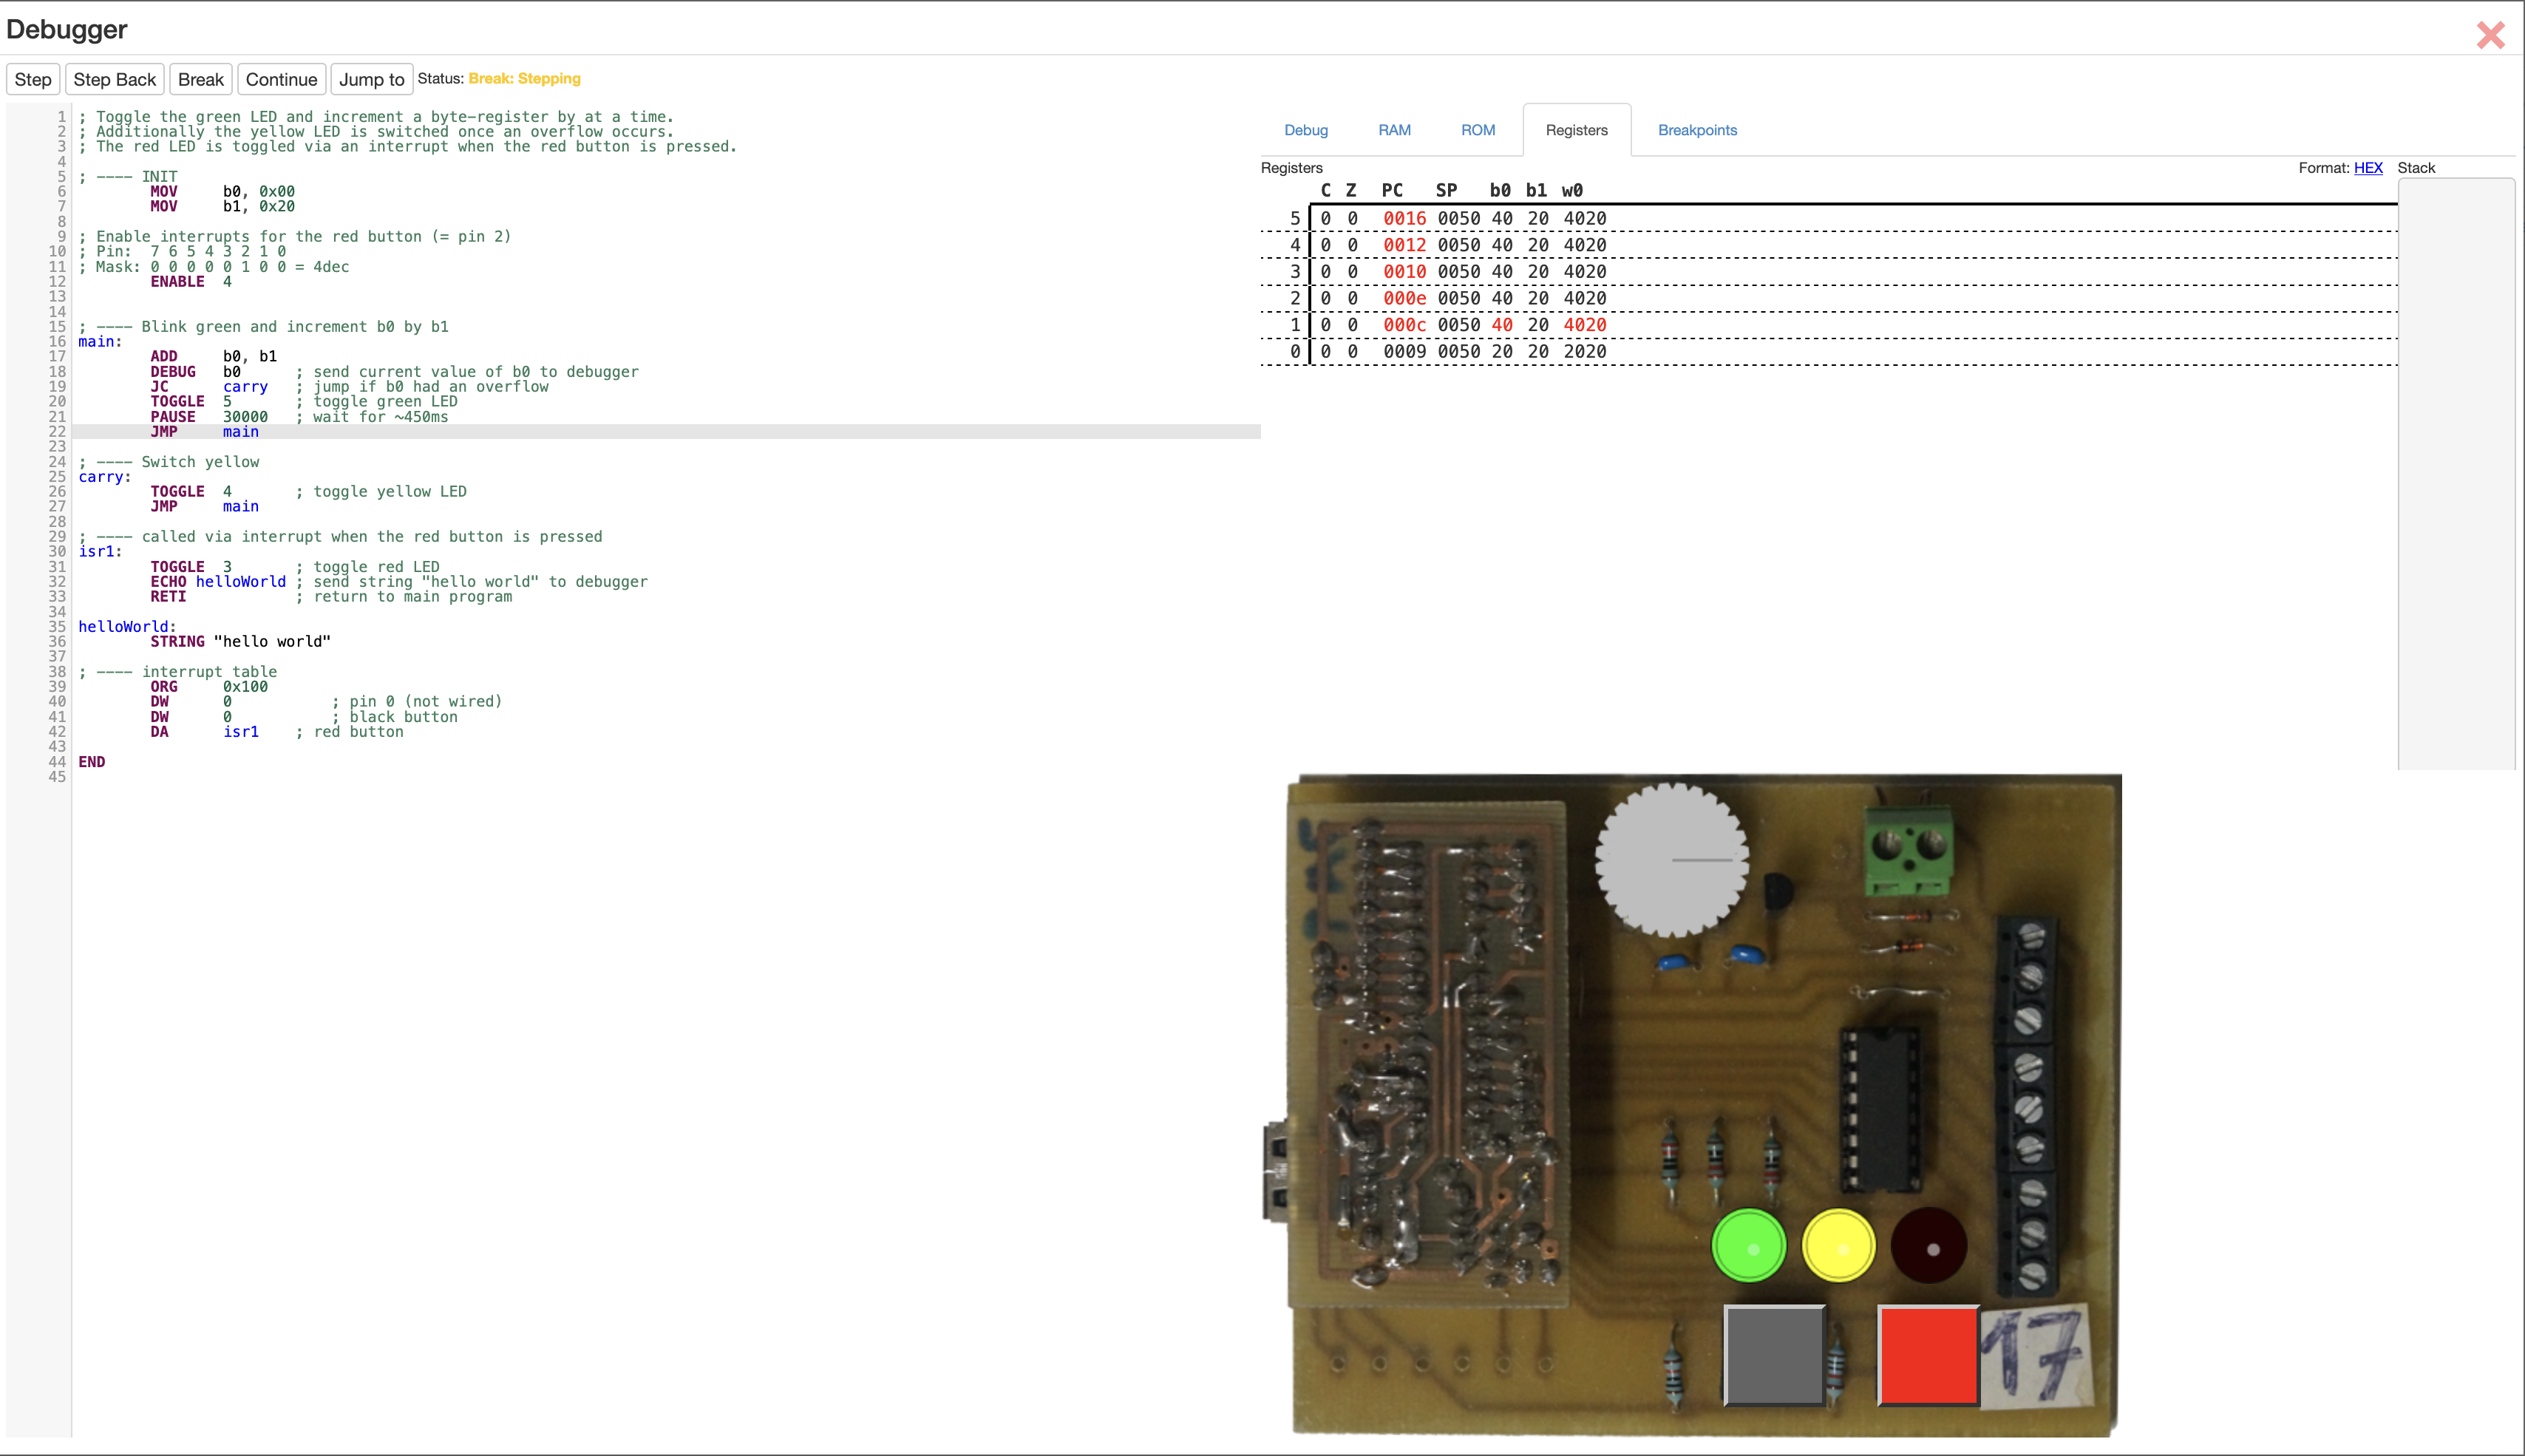 Debugger
Step Step Back Break Continue Jump to Status: Break: Stepping
1 ; Toggle the green LED and increment a byte-register by at a time.
2 ; Additionally the yellow LED is switched once an overflow occurs.
3 ; The red LED is toggled via an interrupt when the red button is pressed.
4
5 ; ---- INIT
6 MOV b0, 0x00
7 MOV b1, 0x20
8
9 ; Enable interrupts for the red button (= pin 2)
10 ; Pin: 7 6 5 4 3 2 1 0
11 ; Mask: 0 0 0 0 0 1 0 0 = 4dec
12 ENABLE 4
13
14
15 ; ---- Blink green and increment b0 by b1
16 main:
17 ADD b0, b1
18 DEBUG b0 ; send current value of b0 to debugger
19 JC carry ; jump if b0 had an overflow
20 TOGGLE 5 ; toggle green LED
21 PAUSE 30000 ; wait for ~450ms
22 JMP main
23
24 ; ---- Switch yellow
25 carry:
26 TOGGLE 4 ; toggle yellow LED
27 JMP main
28
29 ; ---- called via interrupt when the red button is pressed
30 isr1:
31 TOGGLE 3 ; toggle red LED
32 ECHO helloWorld ; send string "hello world" to debugger
33 RETI ; return to main program
34
35 helloWorld:
36 STRING "hello world"
37
38 ; ---- interrupt table
39 ORG 0x100
40 DW 0 ; pin 0 (not wired)
41 DW 0 ; black button
42 DA isr1 ; red button
43
44 END
45
Debug RAM ROM Registers Breakpoints
Registers Format: HEX Stack
C Z PC SP b0 b1 w0
5 0 0 0016 0050 40 20 4020
4 0 0 0012 0050 40 20 4020
3 0 0 0010 0050 40 20 4020
2 0 0 000e 0050 40 20 4020
1 0 0 000c 0050 40 20 4020
0 0 0 0009 0050 20 20 2020
17